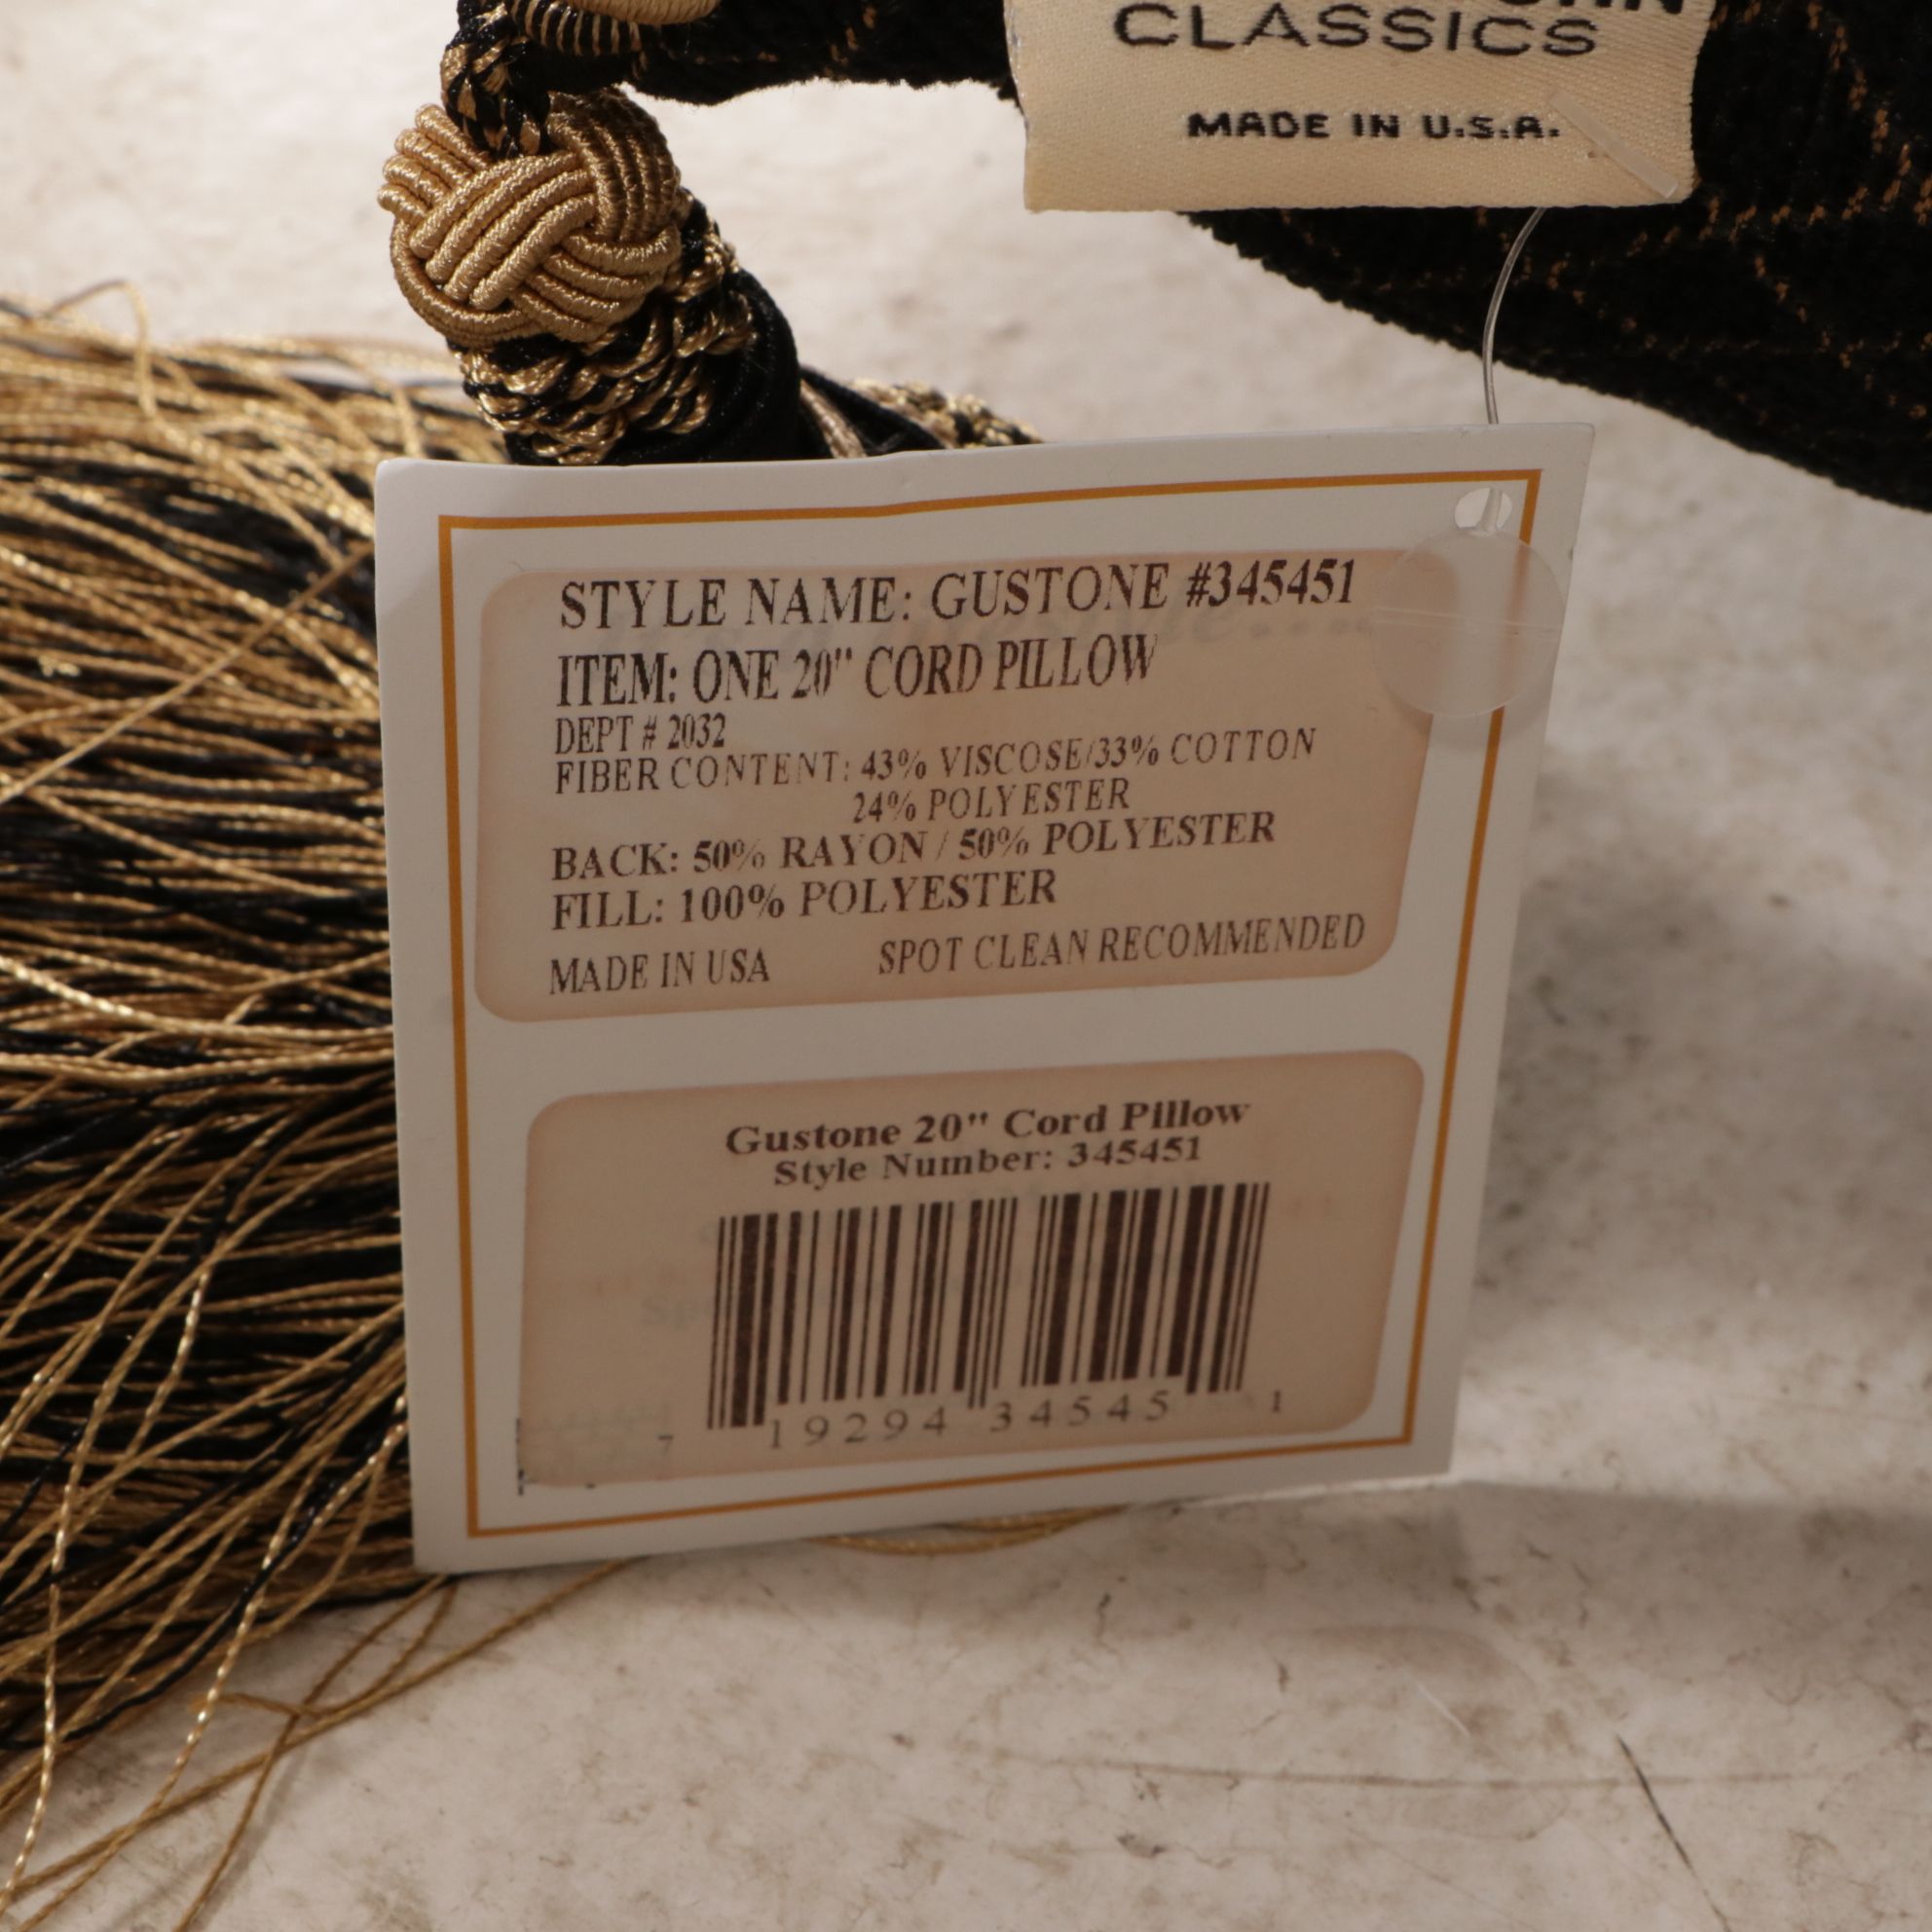 CLASSICS
MADE IN U.S.A.
STYLE NAME: GUSTONE #345451
ITEM: ONE 20" CORD PILLOW
DEPT # 2032
FIBER CONTENT: 43% VISCOSE/33% COTTON
24% POLYESTER
BACK: 50% RAYON / 50% POLYESTER
FILL: 100% POLYESTER
MADE IN USA SPOT CLEAN RECOMMENDED
Gustone 20" Cord Pillow
Style Number: 345451
7 19294 34545 1